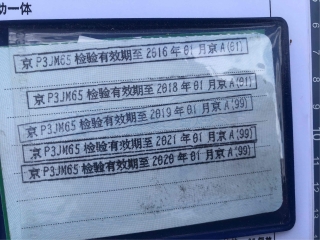 动一体
京 P3JM65 检验有效期至 2016 年 01 月京 A(01)
京 P3JM65 检验有效期至 2018 年 01 月京 A(01)
京 P3JM65 检验有效期至 2019 年 01 月京 A(99)
京 P3JM65 检验有效期至 2021 年 01 月京 A(99)
京 P3JM65 检验有效期至 2020 年 01 月京 A(99)